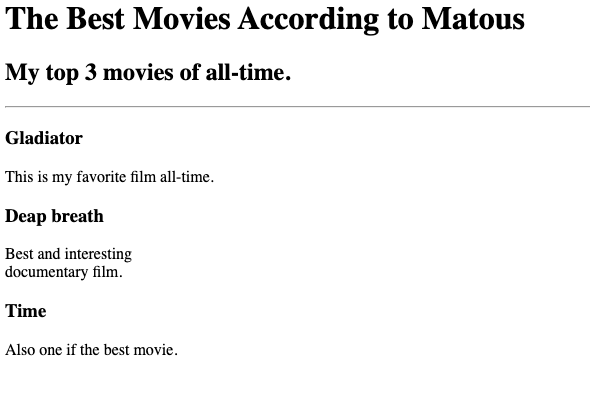 The Best Movies According to Matous
My top 3 movies of all-time.
Gladiator
This is my favorite film all-time.
Deap breath
Best and interesting
documentary film.
Time
Also one if the best movie.